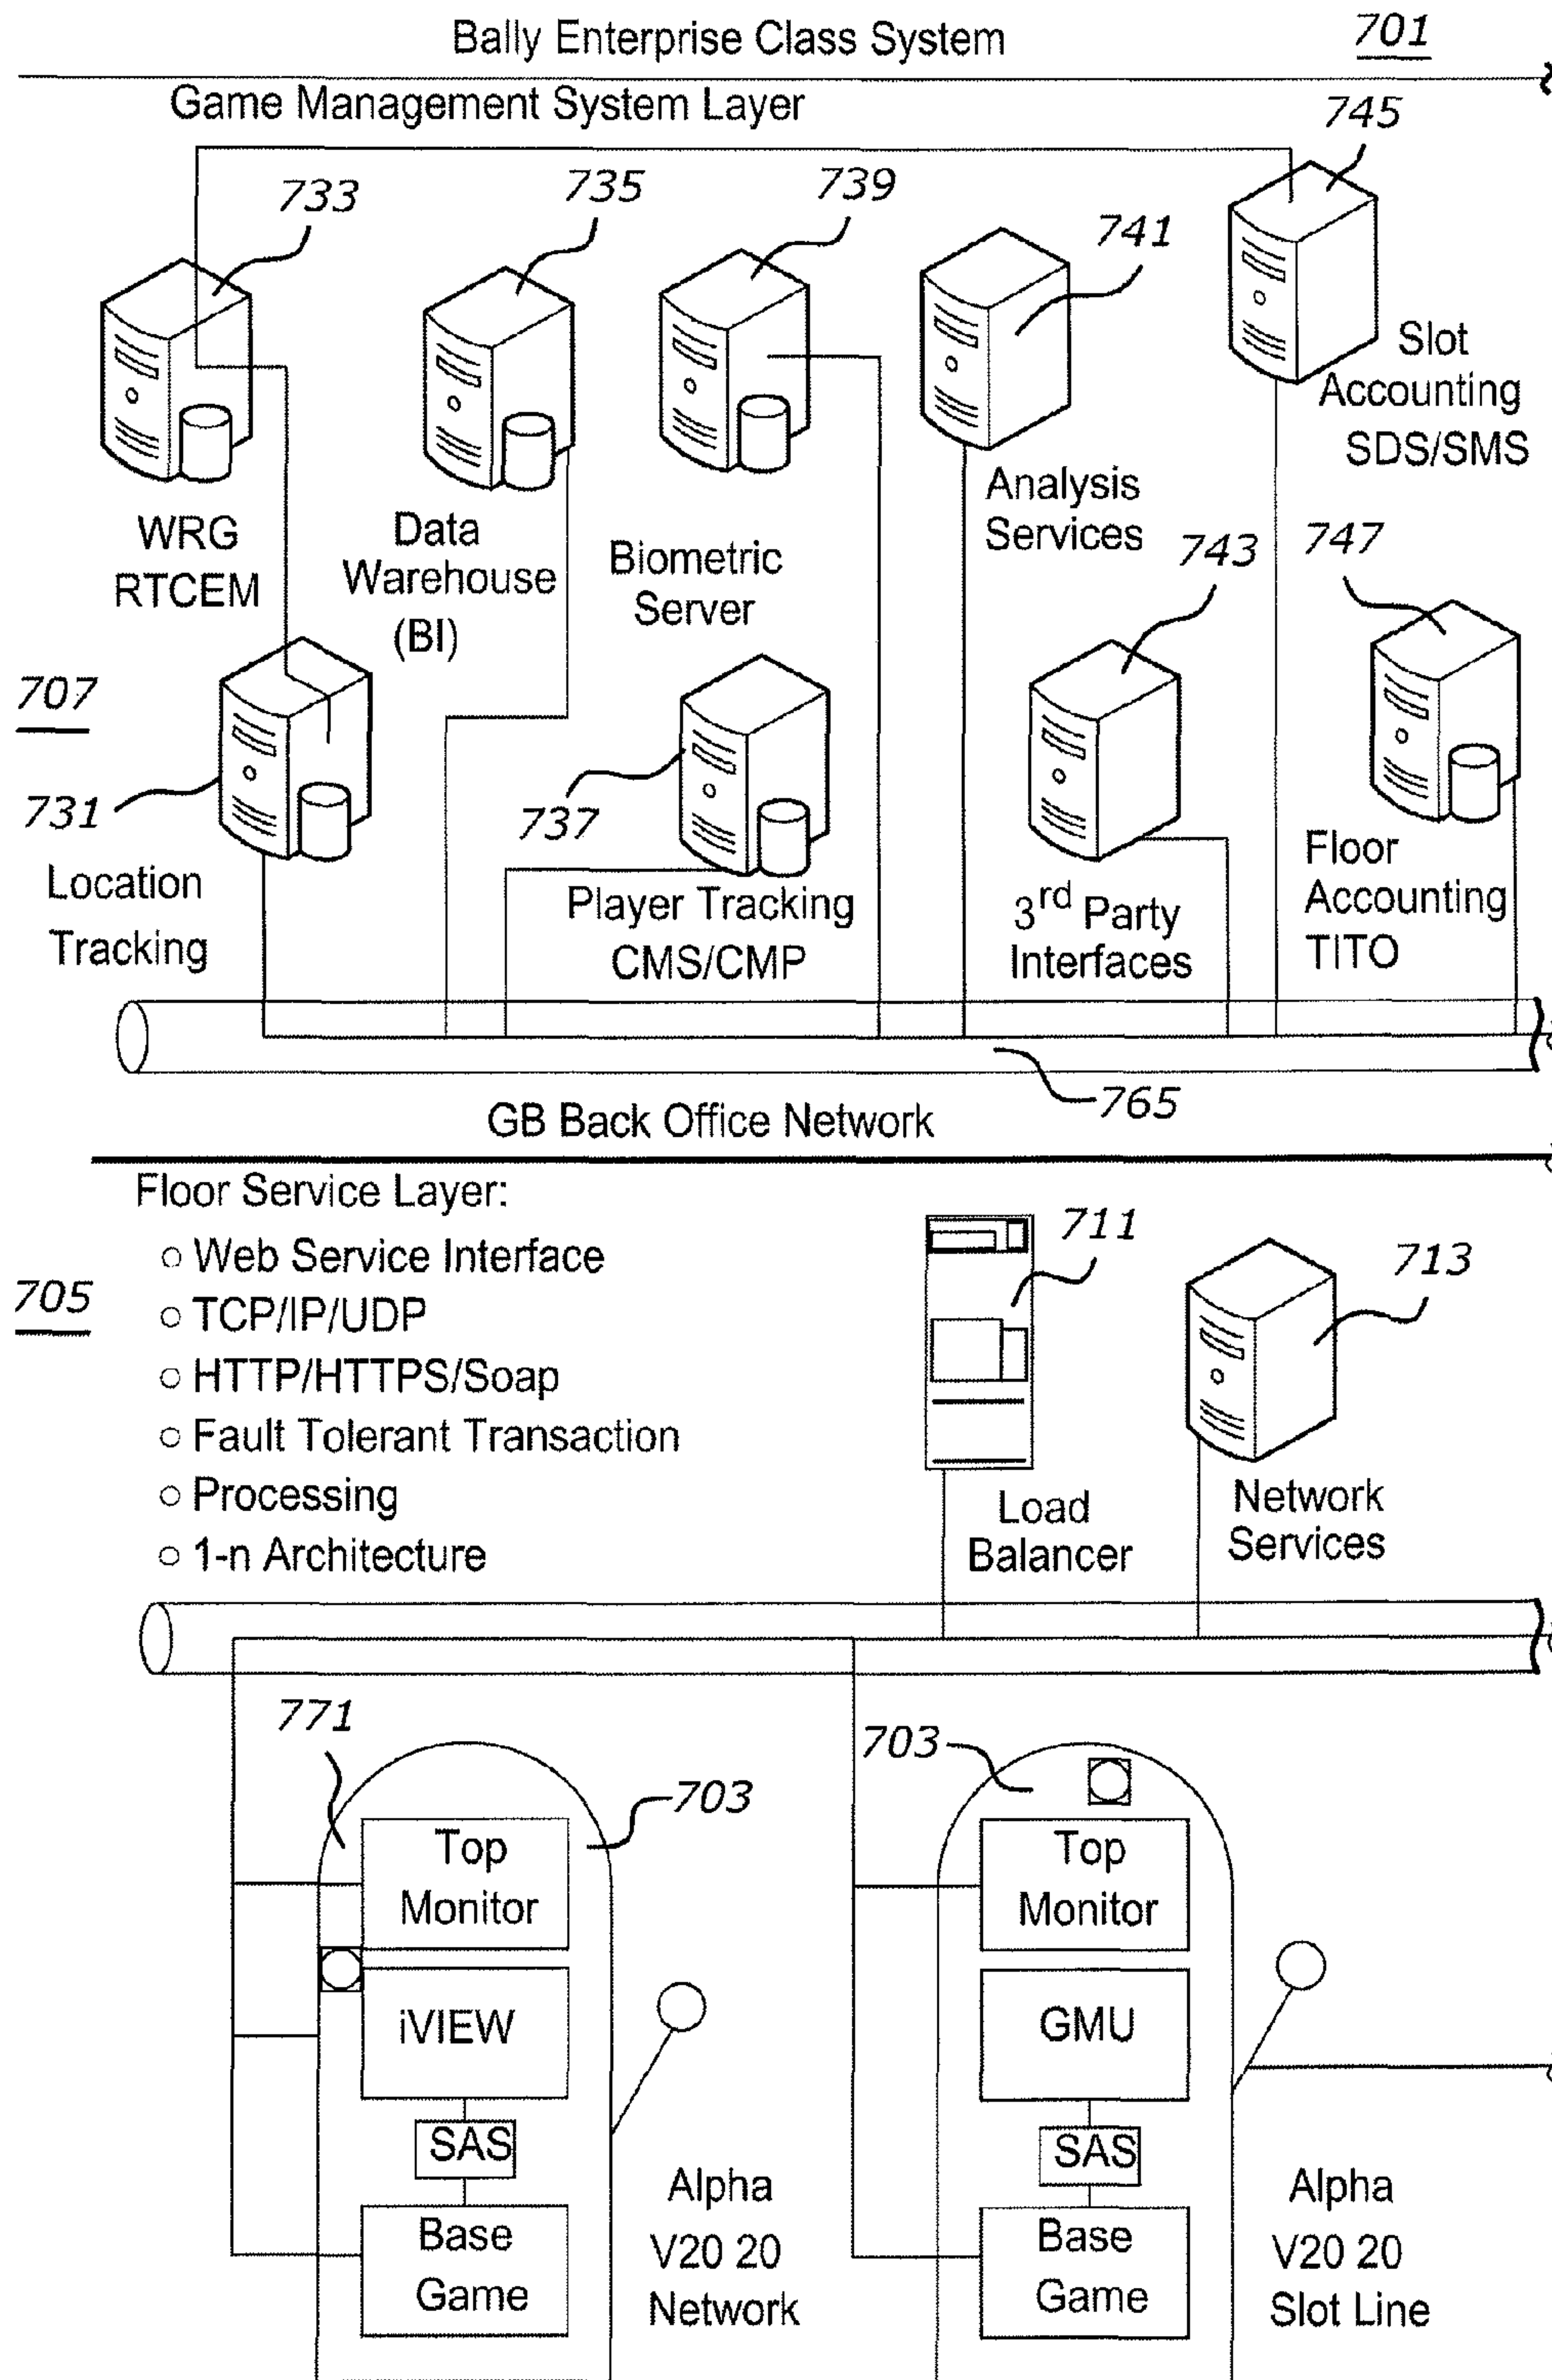 Bally Enterprise Class System
701
Game Management System Layer
745
733
735
739
741
Slot
Accounting
SDS/SMS
WRG
RTCEM
Data
Warehouse
(BI)
Biometric
Server
Analysis
Services
743
747
707
731
737
Location
Tracking
Player Tracking
CMS/CMP
3rd Party
Interfaces
Floor
Accounting
TITO
765
GB Back Office Network
Floor Service Layer:
705
○ Web Service Interface
○ TCP/IP/UDP
○ HTTP/HTTPS/Soap
○ Fault Tolerant Transaction
○ Processing
○ 1-n Architecture
711
713
Load
Balancer
Network
Services
771
703
703
Top
Monitor
iVIEW
SAS
Base
Game
Alpha
V20 20
Network
Top
Monitor
GMU
SAS
Base
Game
Alpha
V20 20
Slot Line